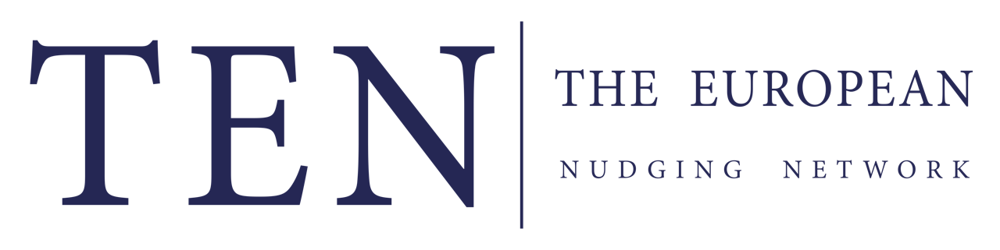 TEN
THE EUROPEAN
NUDGING NETWORK